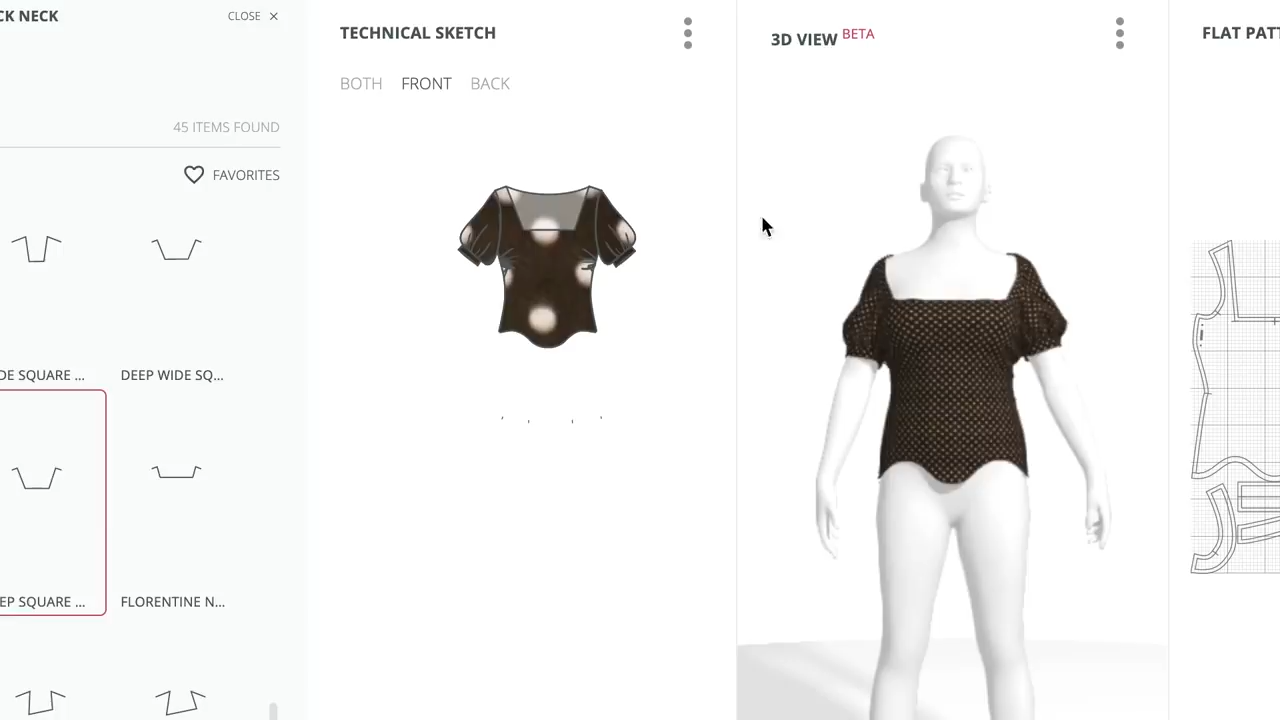 CK NECK
CLOSE ×
45 ITEMS FOUND
FAVORITES
DE SQUARE ...
DEEP WIDE SQ...
EP SQUARE ...
FLORENTINE N...
TECHNICAL SKETCH
BOTH FRONT BACK
3D VIEW BETA
FLAT PATT